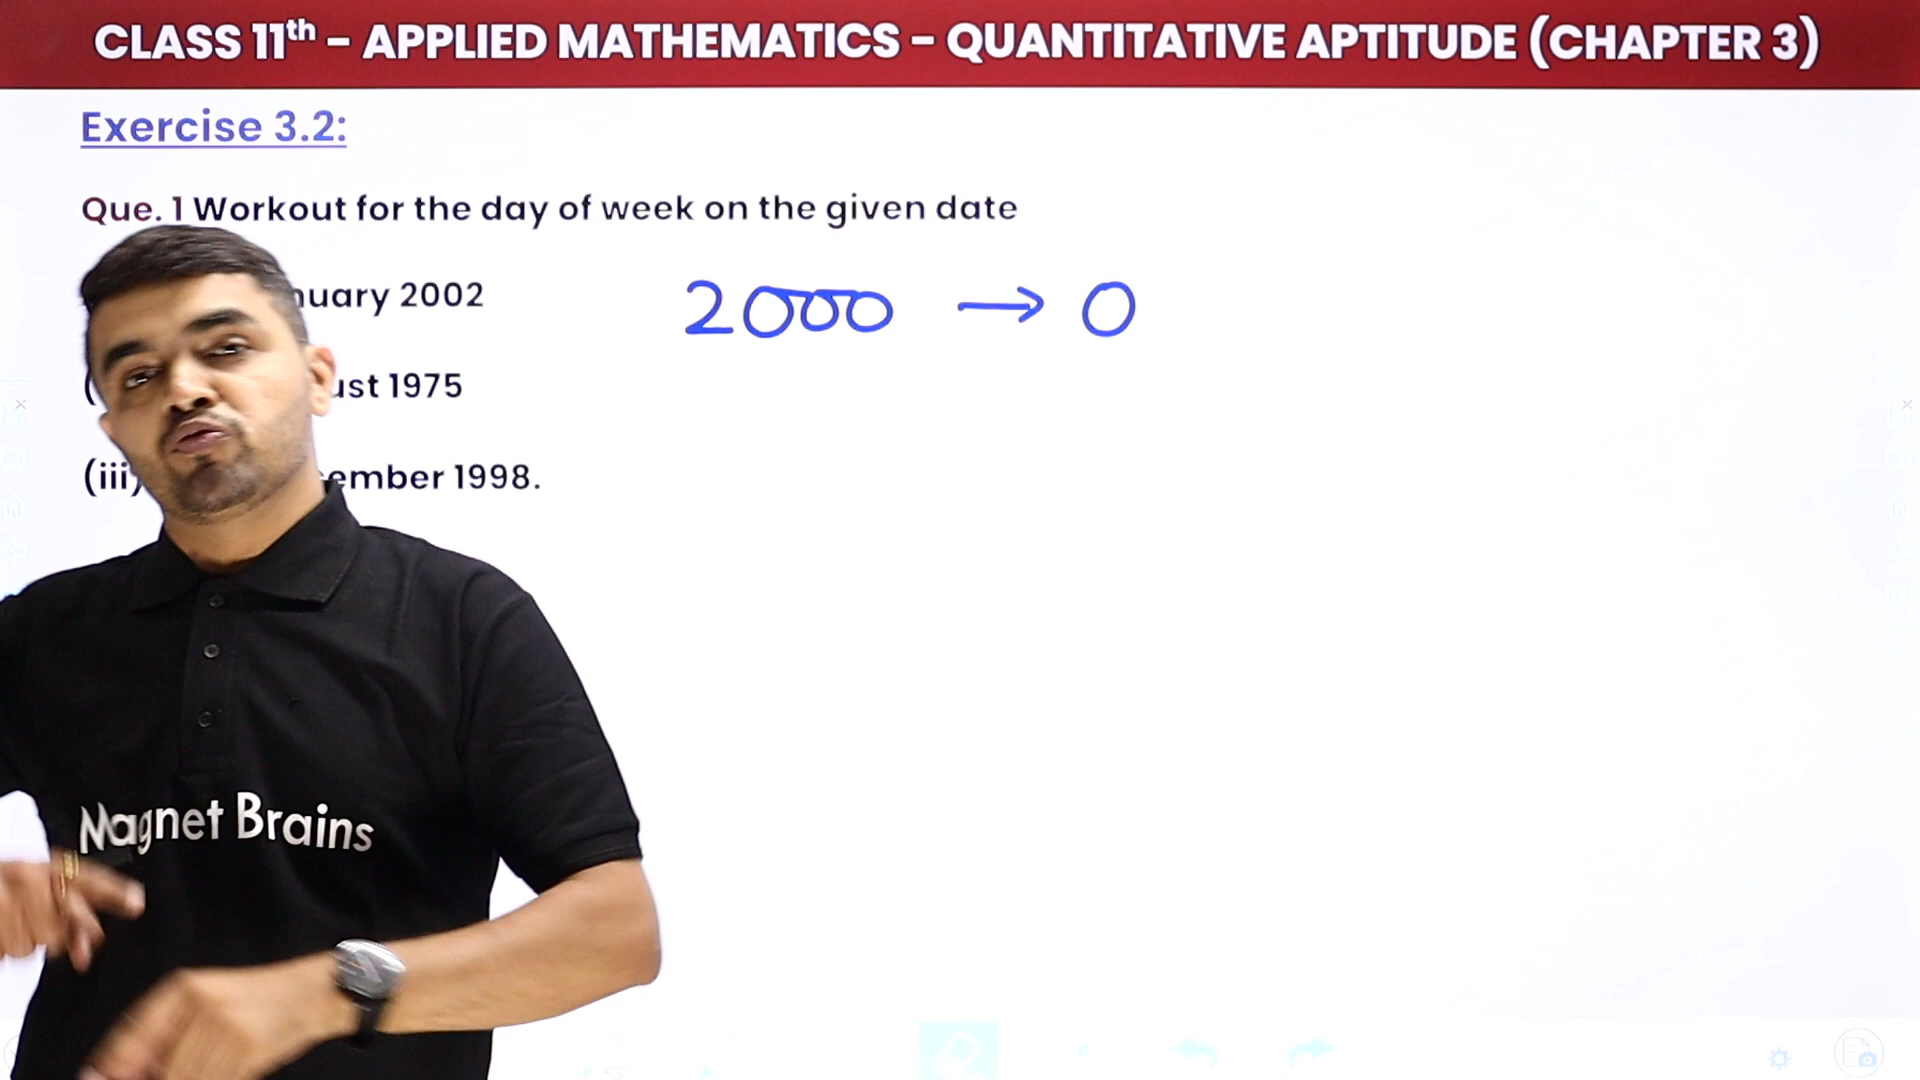 CLASS 11th - APPLIED MATHEMATICS - QUANTITATIVE APTITUDE (CHAPTER 3)
Exercise 3.2:
Que. 1 Workout for the day of week on the given date
nuary 2002
2000 → 0
( ust 1975
(iii) ember 1998.
Magnet Brains